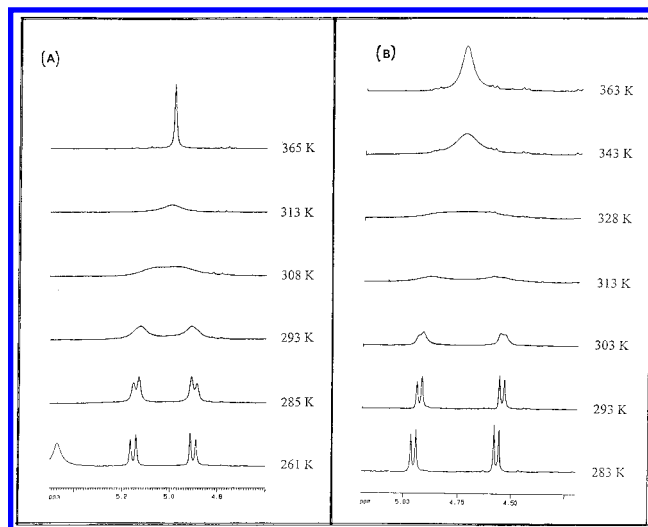 (A)
365 K
313 K
308 K
293 K
285 K
261 K
ppm
5.2
5.0
4.8
(B)
363 K
343 K
328 K
313 K
303 K
293 K
283 K
ppm
5.00
4.75
4.50